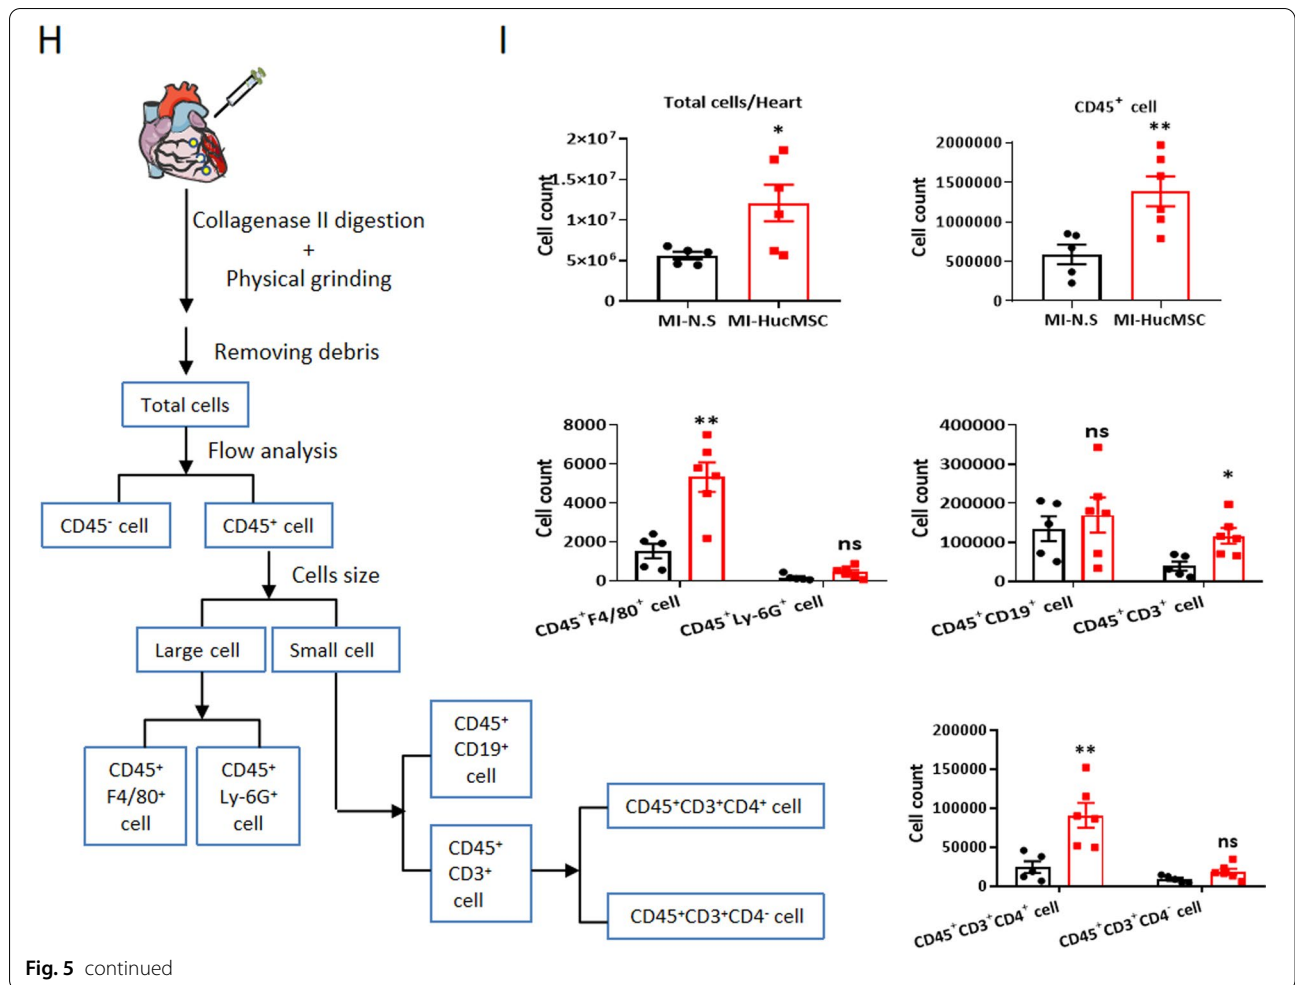 H
Collagenase II digestion
+
Physical grinding
Removing debris
Total cells
Flow analysis
CD45⁻ cell
CD45⁺ cell
Cells size
Large cell
Small cell
CD45⁺
F4/80⁺
cell
CD45⁺
Ly-6G⁺
cell
CD45⁺
CD19⁺
cell
CD45⁺
CD3⁺
cell
CD45⁺CD3⁺CD4⁺ cell
CD45⁺CD3⁺CD4⁻ cell
I
Total cells/Heart
*
Cell count
2×10⁷
1.5×10⁷
1×10⁷
5×10⁶
0
MI-N.S MI-HucMSC
CD45⁺ cell
**
Cell count
2000000
1500000
1000000
500000
0
MI-N.S MI-HucMSC
**
ns
Cell count
8000
6000
4000
2000
0
CD45⁺F4/80⁺ cell
CD45⁺Ly-6G⁺ cell
ns
*
Cell count
400000
300000
200000
100000
0
CD45⁺CD19⁺ cell
CD45⁺CD3⁺ cell
**
ns
Cell count
200000
150000
100000
50000
0
CD45⁺CD3⁺CD4⁺ cell
CD45⁺CD3⁺CD4⁻ cell
Fig. 5 continued